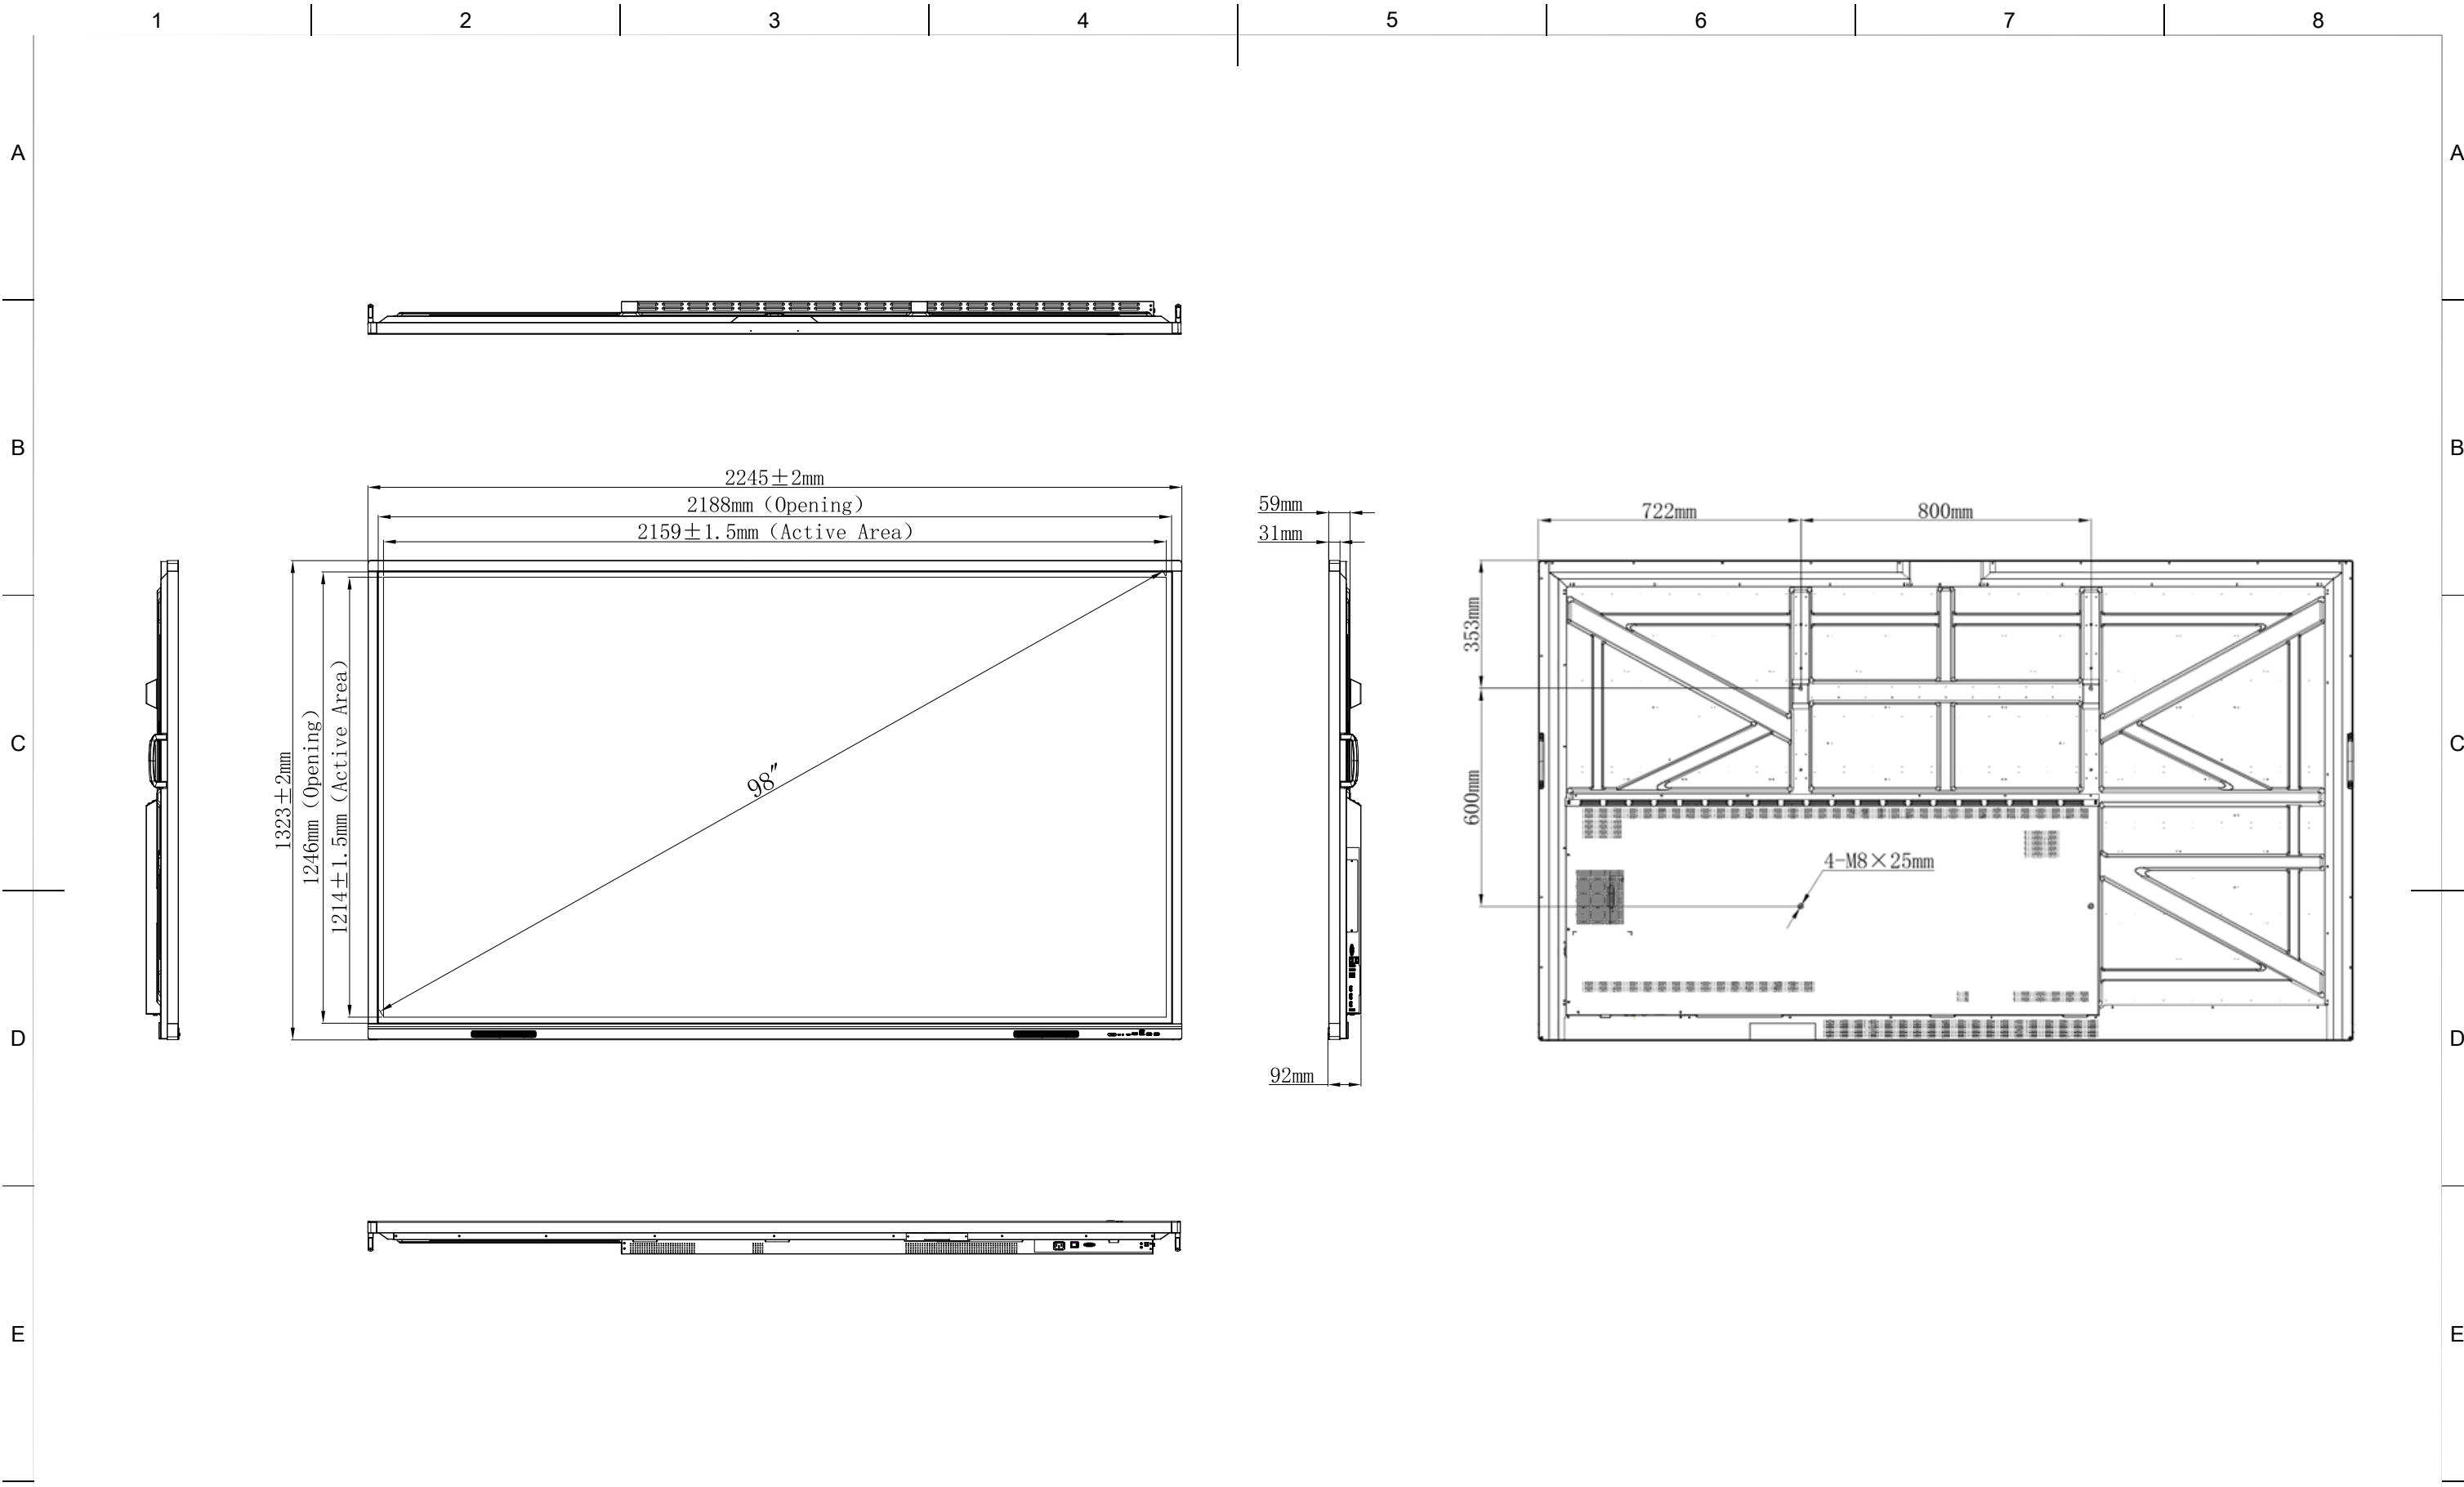 1 2 3 4 5 6 7 8
A A
B B
2245±2mm
2188mm (Opening)
2159±1.5mm (Active Area)
59mm
31mm
722mm 800mm
353mm
C C
1323±2mm
1246mm (Opening)
1214±1.5mm (Active Area)
98"
600mm
4-M8×25mm
D D
92mm
E E